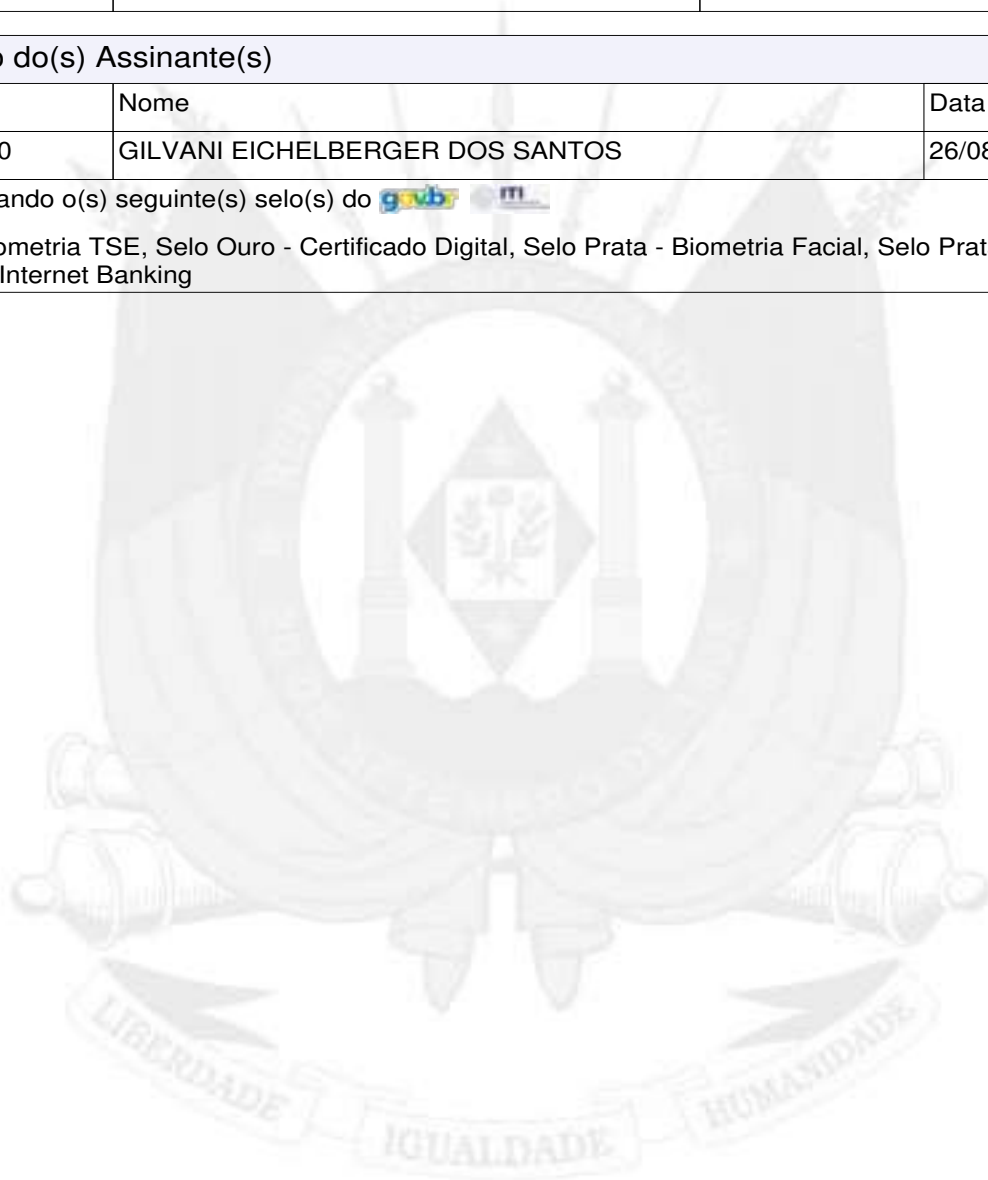 o do(s) Assinante(s)
Nome Data
0 GILVANI EICHELBERGER DOS SANTOS 26/08
ando o(s) seguinte(s) selo(s) do gov.br
ometria TSE, Selo Ouro - Certificado Digital, Selo Prata - Biometria Facial, Selo Prat
Internet Banking
LIBERDADE IGUALDADE HUMANIDADE